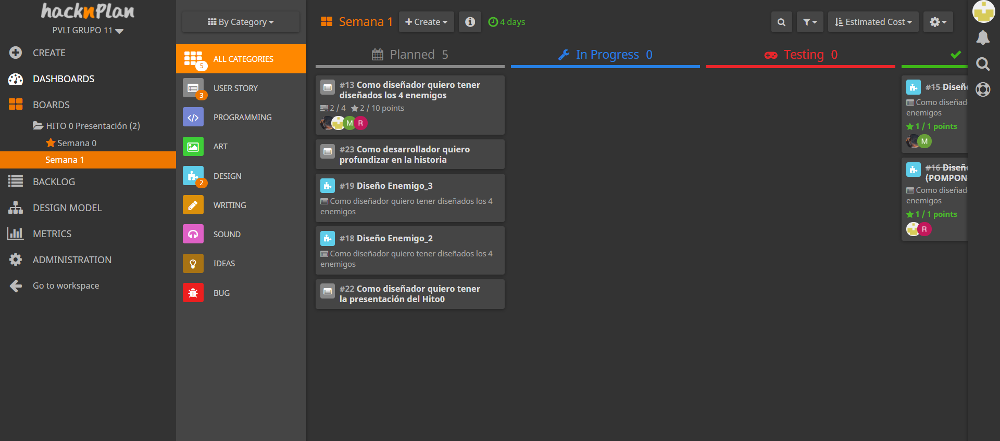 hacknPlan
PVLI GRUPO 11
CREATE
DASHBOARDS
BOARDS
HITO 0 Presentación (2)
Semana 0
Semana 1
BACKLOG
DESIGN MODEL
METRICS
ADMINISTRATION
Go to workspace
By Category
5
ALL CATEGORIES
3
USER STORY
PROGRAMMING
ART
2
DESIGN
WRITING
SOUND
IDEAS
BUG
Semana 1
Create
4 days
Estimated Cost
Planned 5
#13 Como diseñador quiero tener
diseñados los 4 enemigos
2 / 4 2 / 10 points
M R
#23 Como desarrollador quiero
profundizar en la historia
#19 Diseño Enemigo_3
Como diseñador quiero tener diseñados los 4
enemigos
#18 Diseño Enemigo_2
Como diseñador quiero tener diseñados los 4
enemigos
#22 Como diseñador quiero tener
la presentación del Hito0
In Progress 0
Testing 0
#15 Diseñ
Como diseñad
enemigos
1 / 1 points
M
#16 Diseñ
(POMPON
Como diseñad
enemigos
1 / 1 points
R